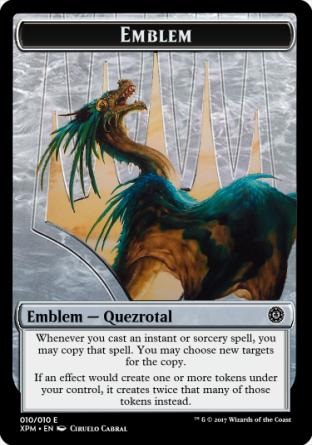 EMBLEM
Emblem — Quezrotal
Whenever you cast an instant or sorcery spell, you
may copy that spell. You may choose new targets
for the copy.
If an effect would create one or more tokens under
your control, it creates twice that many of those
tokens instead.
010/010 E
XPM • EN CIRUELO CABRAL
™ & © 2017 Wizards of the Coast